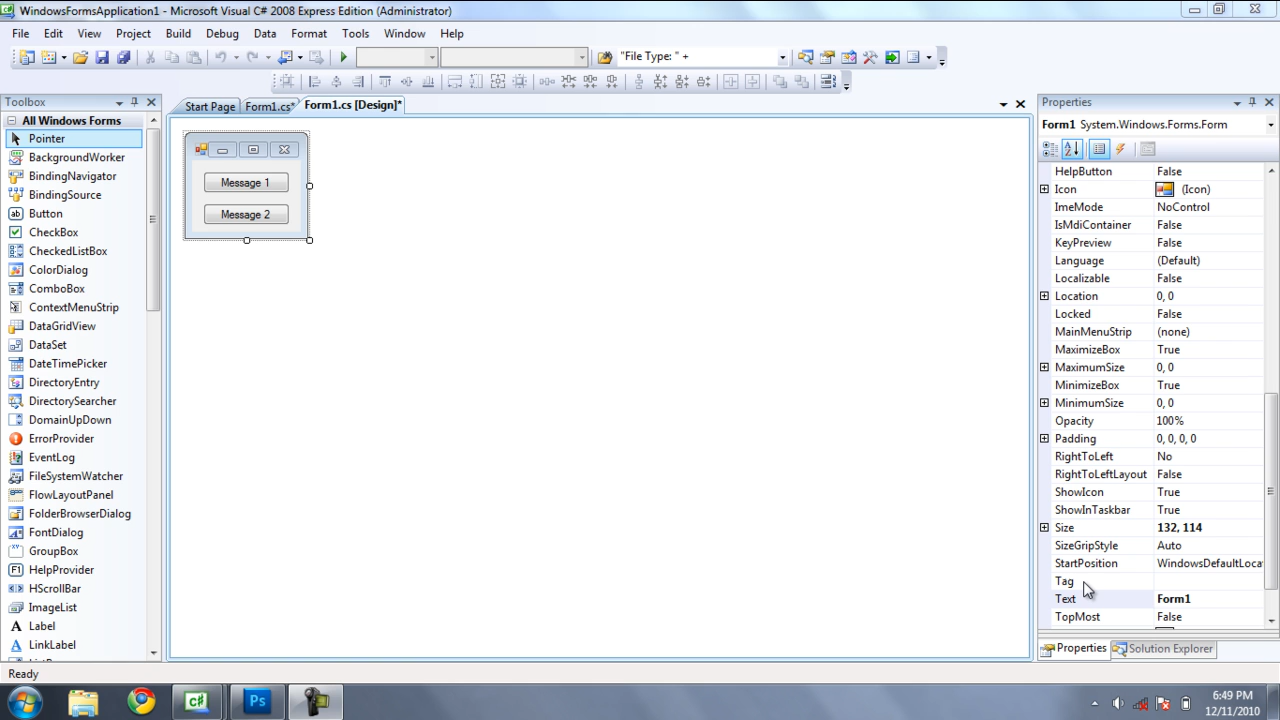 WindowsFormsApplication1 - Microsoft Visual C# 2008 Express Edition (Administrator)
File Edit View Project Build Debug Data Format Tools Window Help
"File Type: " +
Toolbox
Start Page
Form1.cs*
Form1.cs [Design]*
Properties
All Windows Forms
Pointer
BackgroundWorker
BindingNavigator
BindingSource
Button
CheckBox
CheckedListBox
ColorDialog
ComboBox
ContextMenuStrip
DataGridView
DataSet
DateTimePicker
DirectoryEntry
DirectorySearcher
DomainUpDown
ErrorProvider
EventLog
FileSystemWatcher
FlowLayoutPanel
FolderBrowserDialog
FontDialog
GroupBox
HelpProvider
HScrollBar
ImageList
Label
LinkLabel
Message 1
Message 2
Form1 System.Windows.Forms.Form
HelpButton False
Icon (Icon)
ImeMode NoControl
IsMdiContainer False
KeyPreview False
Language (Default)
Localizable False
Location 0, 0
Locked False
MainMenuStrip (none)
MaximizeBox True
MaximumSize 0, 0
MinimizeBox True
MinimumSize 0, 0
Opacity 100%
Padding 0, 0, 0, 0
RightToLeft No
RightToLeftLayout False
ShowIcon True
ShowInTaskbar True
Size 132, 114
SizeGripStyle Auto
StartPosition WindowsDefaultLoca
Tag
Text Form1
TopMost False
Properties
Solution Explorer
Ready
C#
Ps
6:49 PM
12/11/2010